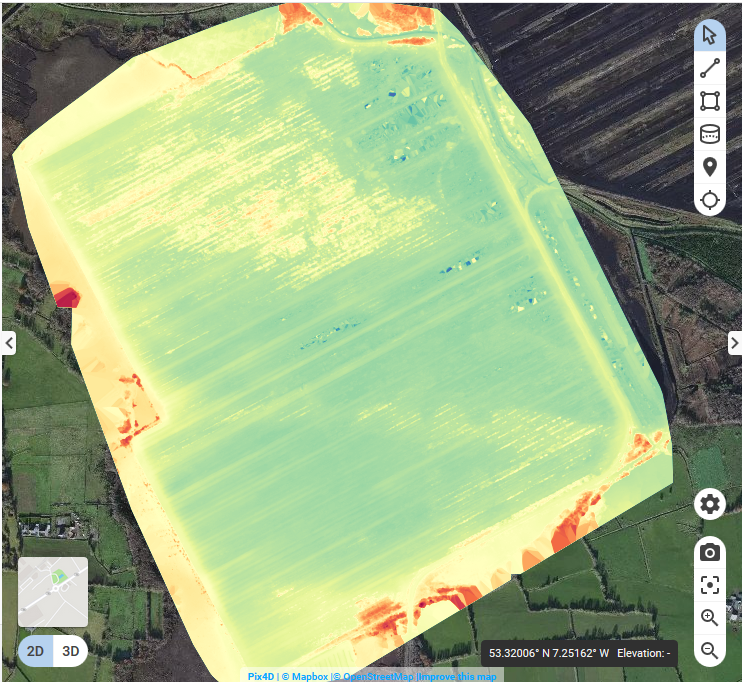 2D 3D
53.32006° N 7.25162° W Elevation: -
Pix4D | © Mapbox |© OpenStreetMap |Improve this map